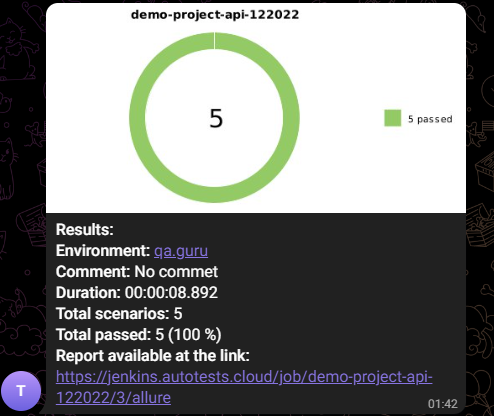 demo-project-api-122022
5
5 passed
Results:
Environment: qa.guru
Comment: No commet
Duration: 00:00:08.892
Total scenarios: 5
Total passed: 5 (100 %)
Report available at the link:
https://jenkins.autotests.cloud/job/demo-project-api-
122022/3/allure
T
01:42